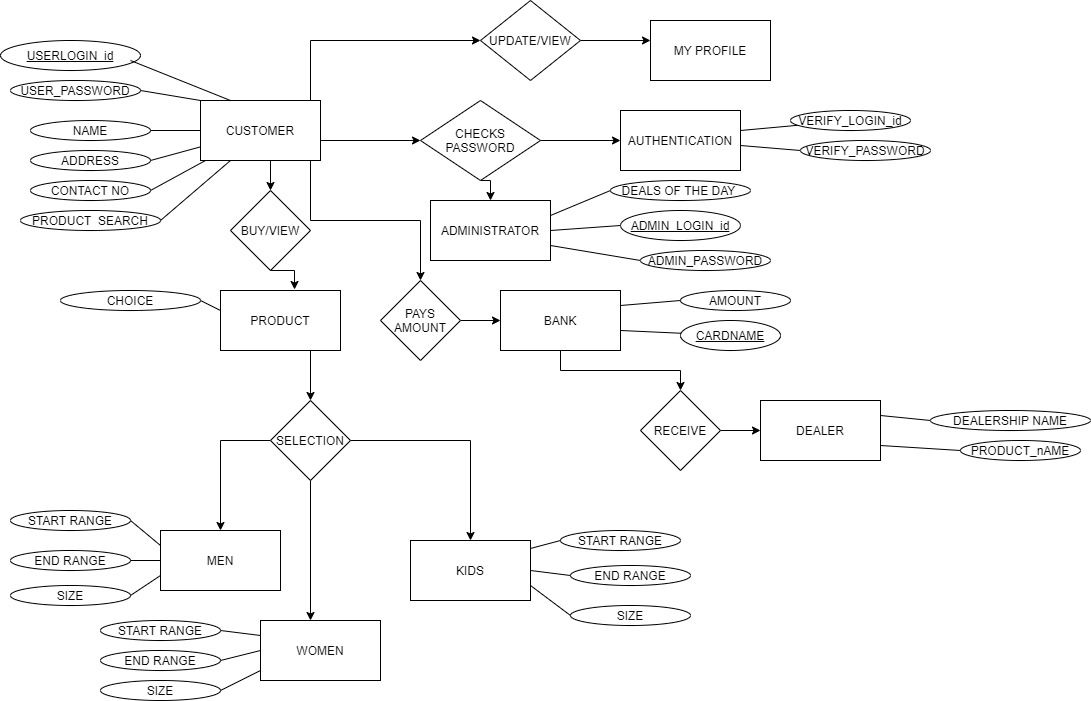 UPDATE/VIEW
MY PROFILE
USERLOGIN_id
USER_PASSWORD
NAME
ADDRESS
CONTACT NO
PRODUCT SEARCH
CUSTOMER
CHECKS
PASSWORD
AUTHENTICATION
VERIFY_LOGIN_id
VERIFY_PASSWORD
ADMINISTRATOR
DEALS OF THE DAY
ADMIN_LOGIN_id
ADMIN_PASSWORD
BUY/VIEW
CHOICE
PRODUCT
PAYS
AMOUNT
BANK
AMOUNT
CARDNAME
RECEIVE
DEALER
DEALERSHIP NAME
PRODUCT_nAME
SELECTION
START RANGE
END RANGE
SIZE
MEN
KIDS
START RANGE
END RANGE
SIZE
START RANGE
END RANGE
SIZE
WOMEN